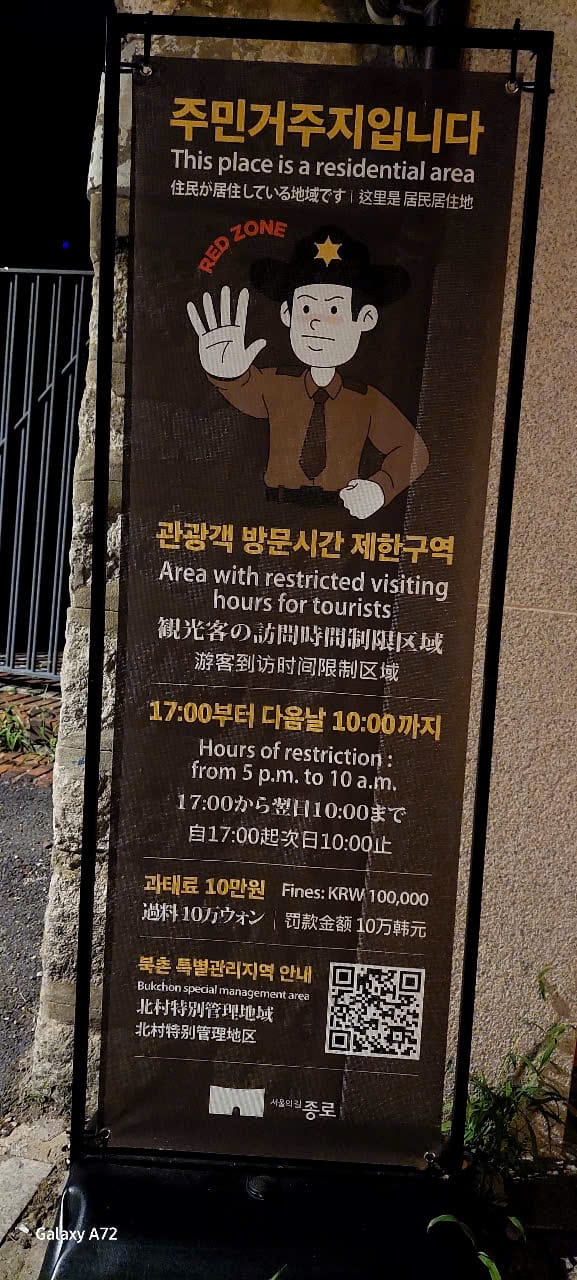 주민거주지입니다
This place is a residential area
住民が居住している地域です | 这里是 居民居住地
RED ZONE
관광객 방문시간 제한구역
Area with restricted visiting
hours for tourists
観光客の訪問時間制限区域
游客到访时间限制区域
17:00부터 다음날 10:00까지
Hours of restriction :
from 5 p.m. to 10 a.m.
17:00から翌日10:00まで
自17:00起次日10:00止
과태료 10만원 Fines: KRW 100,000
過料 10万ウォン | 罚款金额 10万韩元
북촌 특별관리지역 안내
Bukchon special management area
北村特別管理地域
北村特别管理地区
서울의 길 종로
Galaxy A72